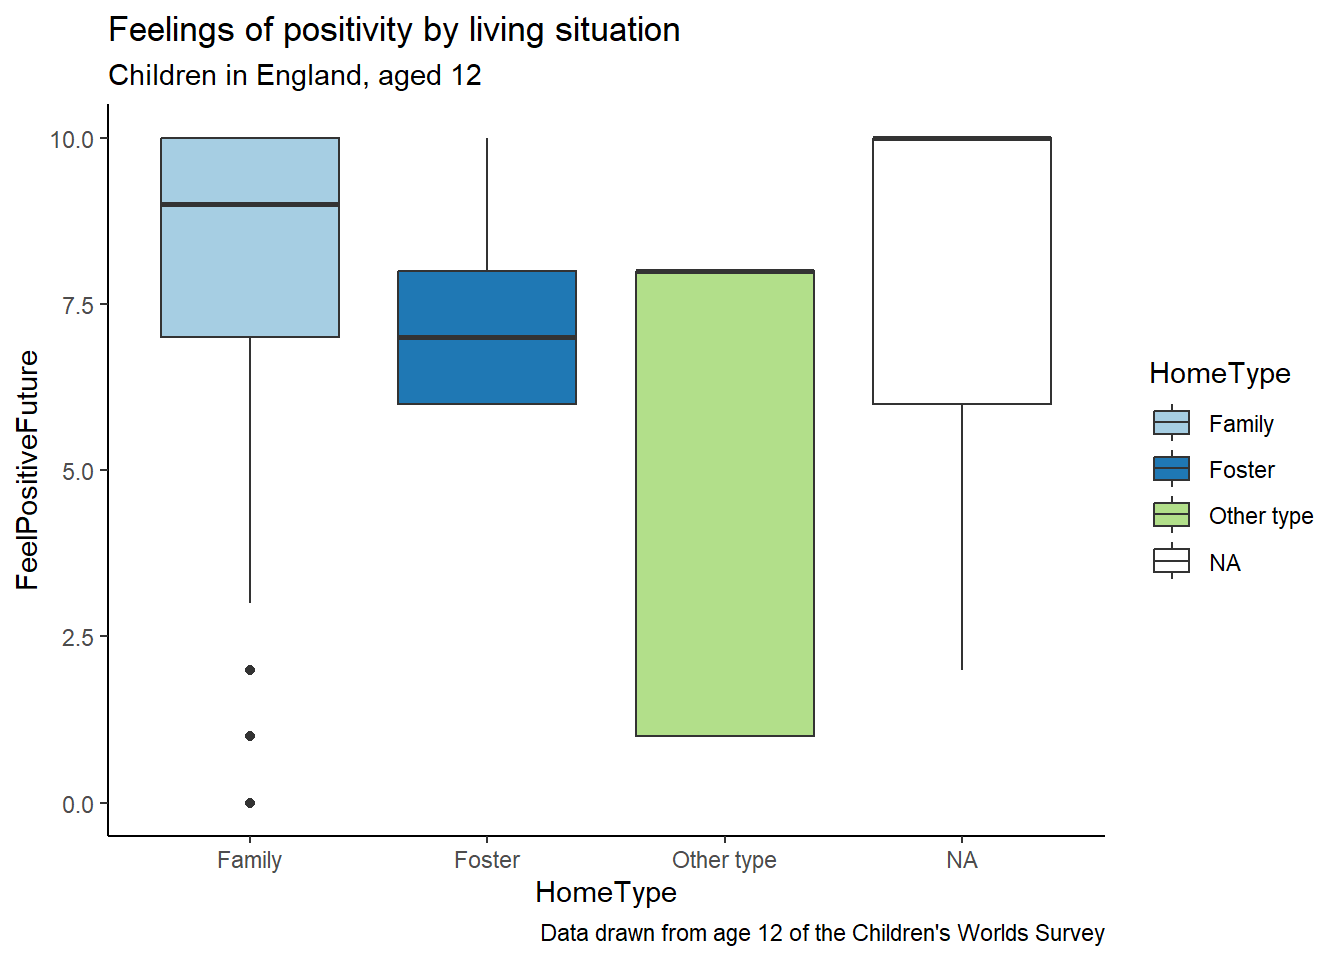 Feelings of positivity by living situation
Children in England, aged 12
10.0
7.5
5.0
2.5
0.0
FeelPositiveFuture
Family
Foster
Other type
NA
HomeType
HomeType
Family
Foster
Other type
NA
Data drawn from age 12 of the Children's Worlds Survey